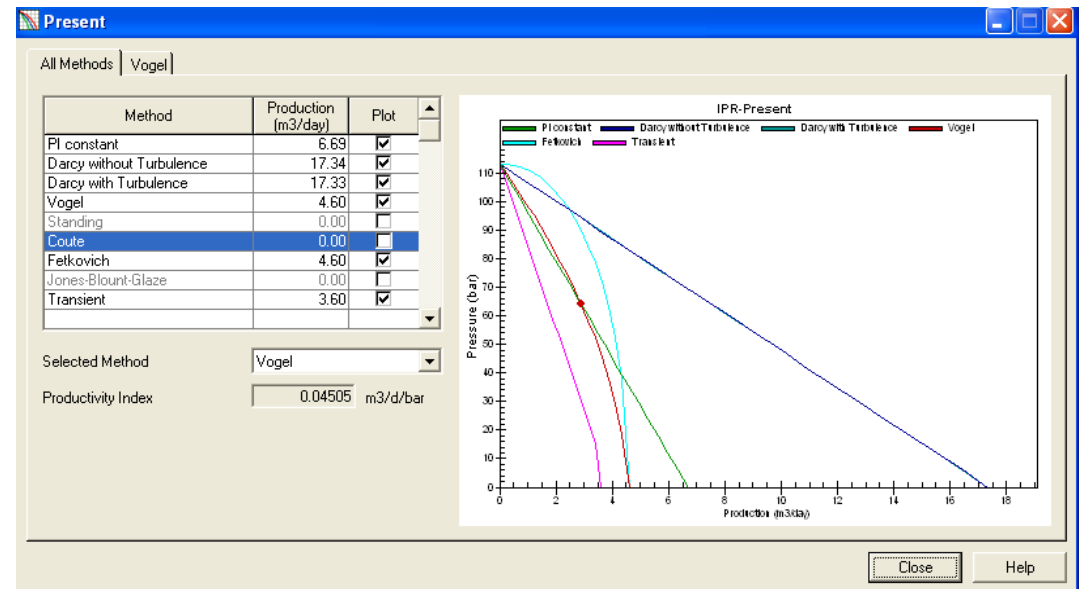 Present
All Methods
Vogel
Method Production (m3/day) Plot
PI constant 6.69
Darcy without Turbulence 17.34
Darcy with Turbulence 17.33
Vogel 4.60
Standing 0.00
Coute 0.00
Fetkovich 4.60
Jones-Blount-Glaze 0.00
Transient 3.60
Selected Method Vogel
Productivity Index 0.04505 m3/d/bar
IPR-Present
PI constant Darcy without Turbulence Darcy with Turbulence Vogel
Fetkovich Transient
Pressure (bar)
110
100
90
80
70
60
50
40
30
20
10
0
0 2 4 6 8 10 12 14 16 18
Production (m3/day)
Close Help